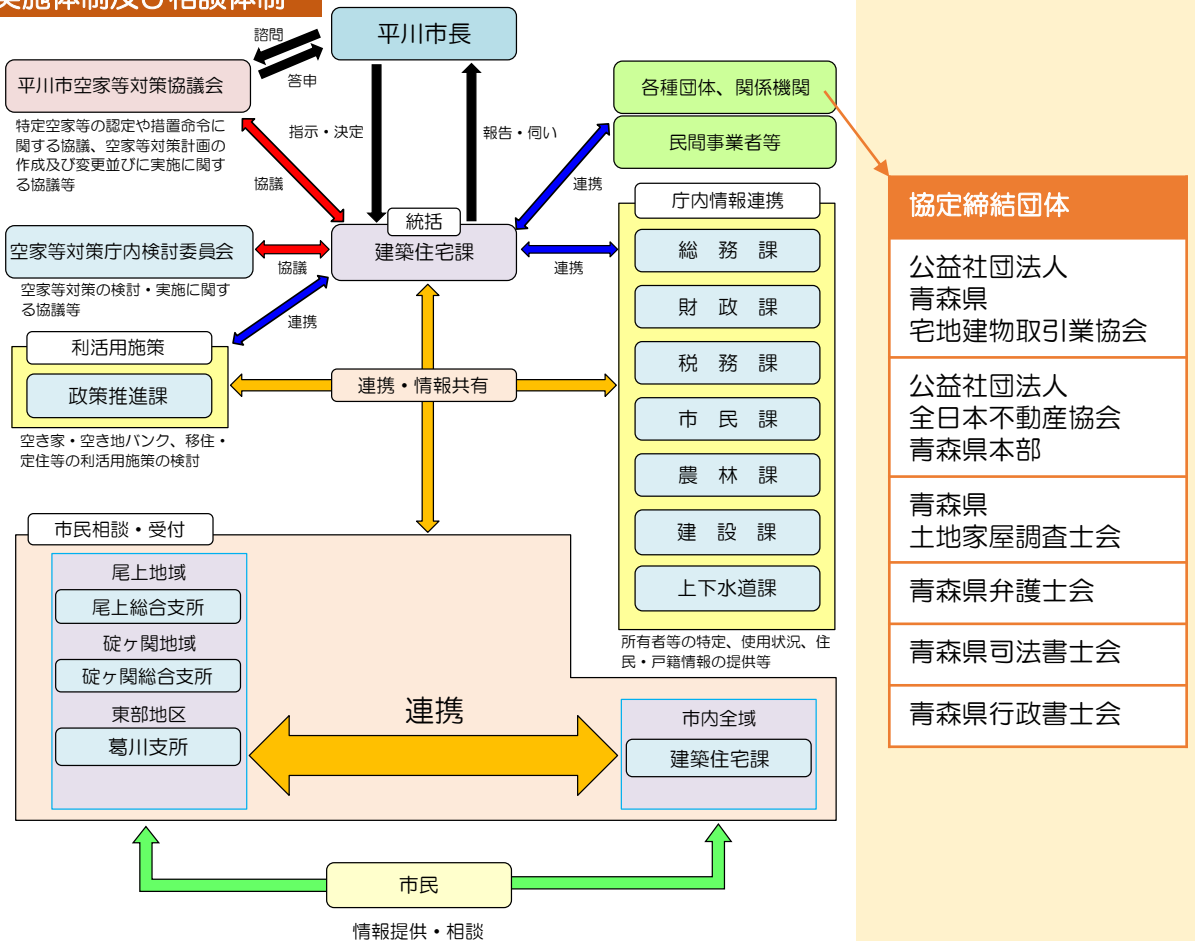 実施体制及び相談体制
平川市長
諮問
答申
平川市空家等対策協議会
特定空家等の認定や措置命令に
関する協議、空家等対策計画の
作成及び変更並びに実施に関す
る協議等
指示・決定
報告・伺い
各種団体、関係機関
民間事業者等
協議
連携
統括
建築住宅課
空家等対策庁内検討委員会
協議
空家等対策の検討・実施に関す
る協議等
連携
連携
利活用施策
政策推進課
空き家・空き地バンク、移住・
定住等の利活用施策の検討
連携・情報共有
庁内情報連携
総務課
財政課
税務課
市民課
農林課
建設課
上下水道課
所有者等の特定、使用状況、住
民・戸籍情報の提供等
市民相談・受付
尾上地域
尾上総合支所
碇ヶ関地域
碇ヶ関総合支所
東部地区
葛川支所
連携
市内全域
建築住宅課
市民
情報提供・相談
協定締結団体
公益社団法人
青森県
宅地建物取引業協会
公益社団法人
全日本不動産協会
青森県本部
青森県
土地家屋調査士会
青森県弁護士会
青森県司法書士会
青森県行政書士会